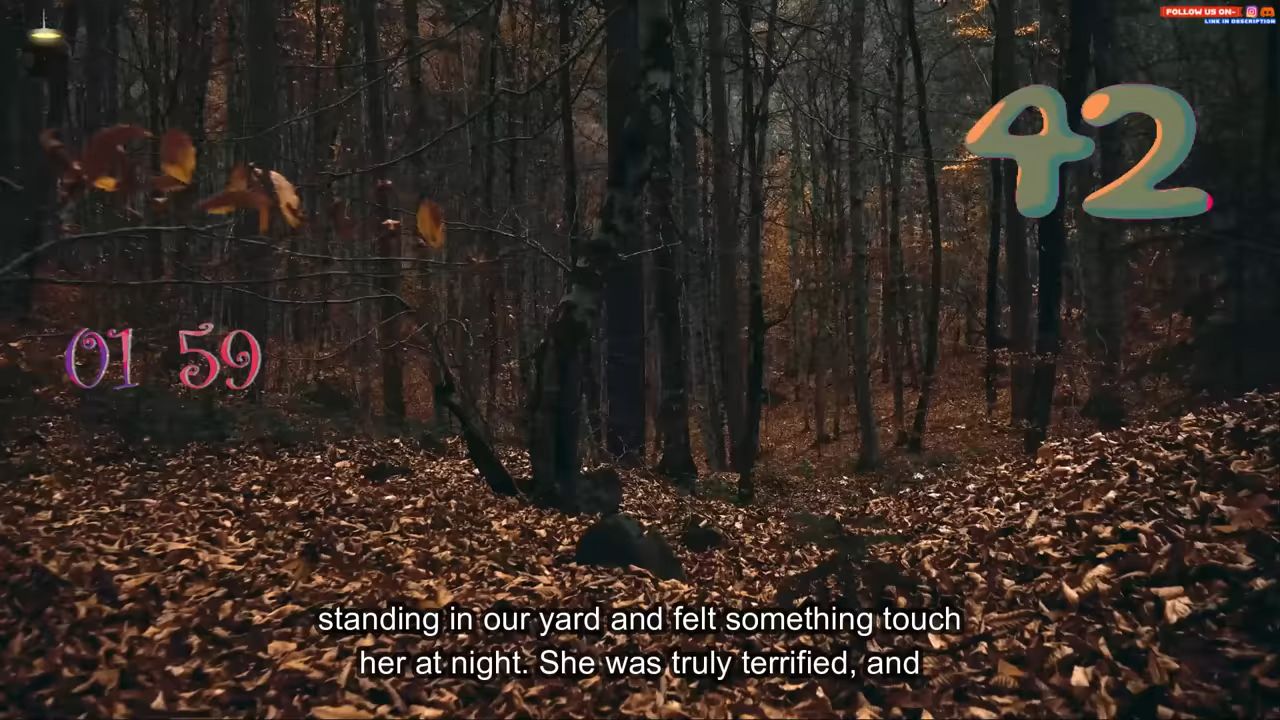 FOLLOW US ON-
LINK IN DESCRIPTION
42
01 59
standing in our yard and felt something touch
her at night. She was truly terrified, and